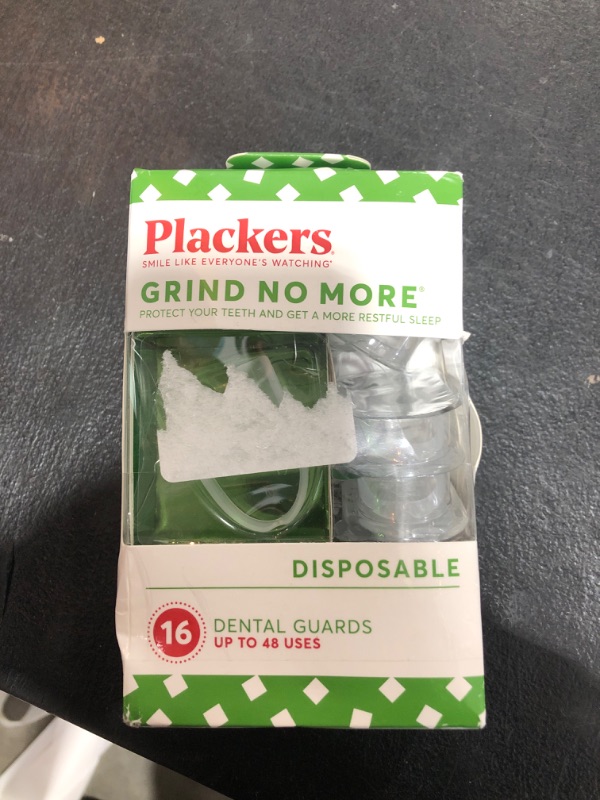 Plackers
SMILE LIKE EVERYONE'S WATCHING®
GRIND NO MORE®
PROTECT YOUR TEETH AND GET A MORE RESTFUL SLEEP
DISPOSABLE
16 DENTAL GUARDS
UP TO 48 USES